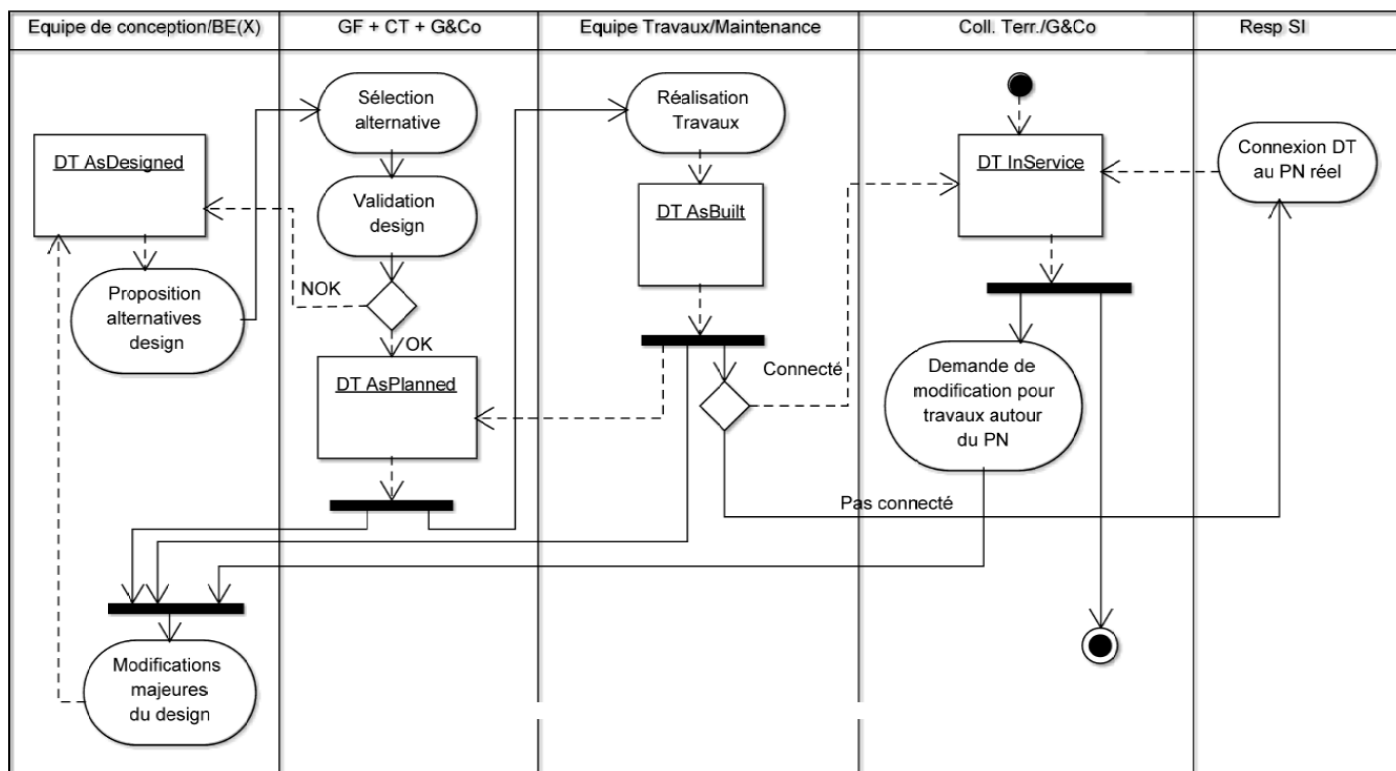 Equipe de conception/BE(X)
GF + CT + G&Co
Equipe Travaux/Maintenance
Coll. Terr./G&Co
Resp SI
DT AsDesigned
Proposition
alternatives
design
Modifications
majeures
du design
Sélection
alternative
Validation
design
NOK
OK
DT AsPlanned
Réalisation
Travaux
DT AsBuilt
Connecté
Pas connecté
DT InService
Demande de
modification pour
travaux autour
du PN
Connexion DT
au PN réel